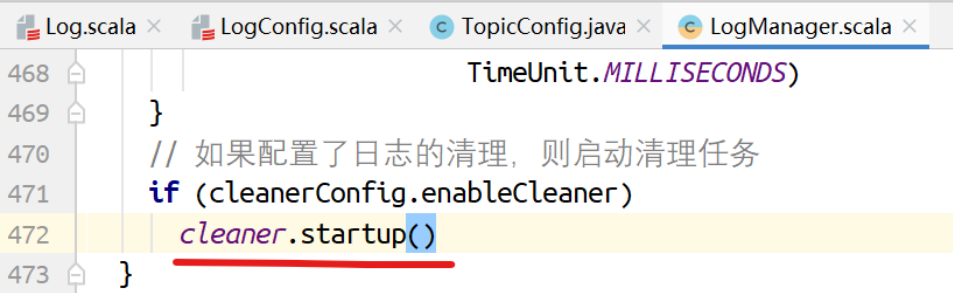 Log.scala LogConfig.scala TopicConfig.java LogManager.scala
468 TimeUnit.MILLISECONDS)
469 }
470 // 如果配置了日志的清理，则启动清理任务
471 if (cleanerConfig.enableCleaner)
472 cleaner.startup()
473 }